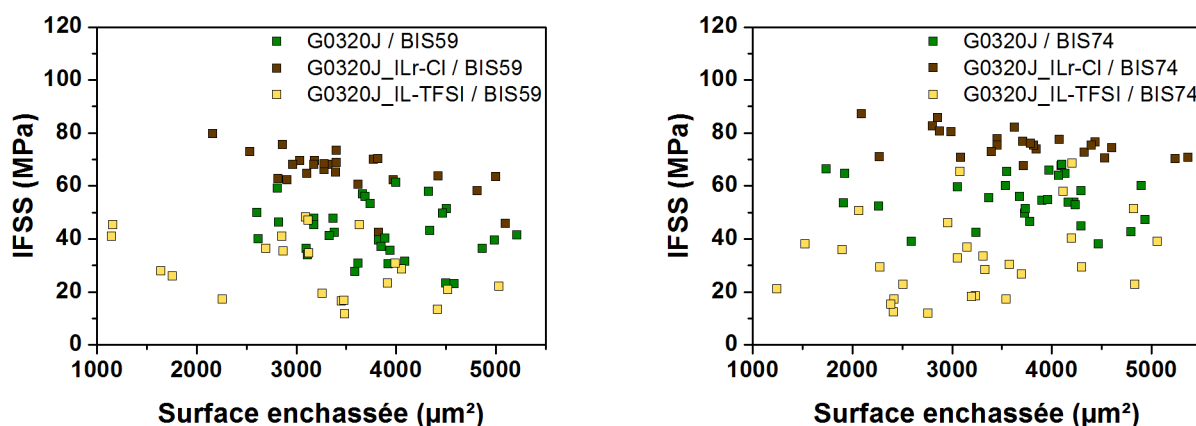 120
100
80
60
40
20
0
IFSS (MPa)
G0320J / BIS59
G0320J_ILr-Cl / BIS59
G0320J_IL-TFSI / BIS59
1000 2000 3000 4000 5000
Surface enchassée (µm²)
120
100
80
60
40
20
0
IFSS (MPa)
G0320J / BIS74
G0320J_ILr-Cl / BIS74
G0320J_IL-TFSI / BIS74
1000 2000 3000 4000 5000
Surface enchassée (µm²)